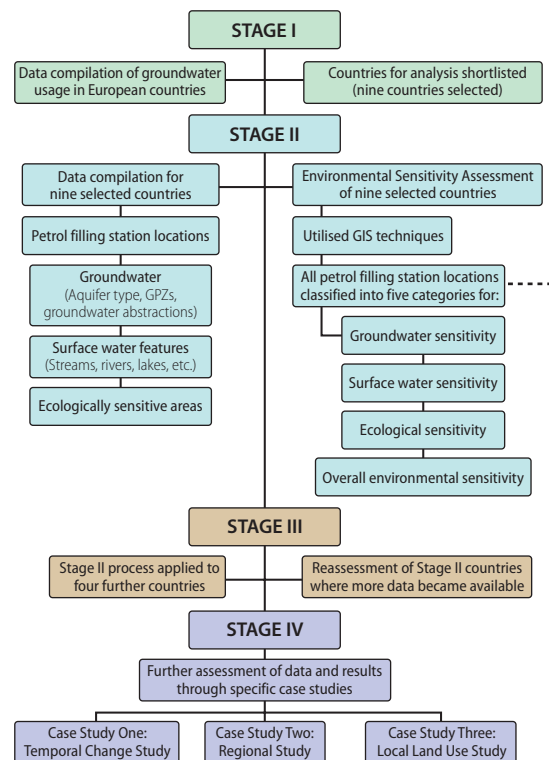 STAGE I
Data compilation of groundwater
usage in European countries
Countries for analysis shortlisted
(nine countries selected)
STAGE II
Data compilation for
nine selected countries
Petrol filling station locations
Groundwater
(Aquifer type, GPZs,
groundwater abstractions)
Surface water features
(Streams, rivers, lakes, etc.)
Ecologically sensitive areas
Environmental Sensitivity Assessment
of nine selected countries
Utilised GIS techniques
All petrol filling station locations
classified into five categories for:
Groundwater sensitivity
Surface water sensitivity
Ecological sensitivity
Overall environmental sensitivity
STAGE III
Stage II process applied to
four further countries
Reassessment of Stage II countries
where more data became available
STAGE IV
Further assessment of data and results
through specific case studies
Case Study One:
Temporal Change Study
Case Study Two:
Regional Study
Case Study Three:
Local Land Use Study